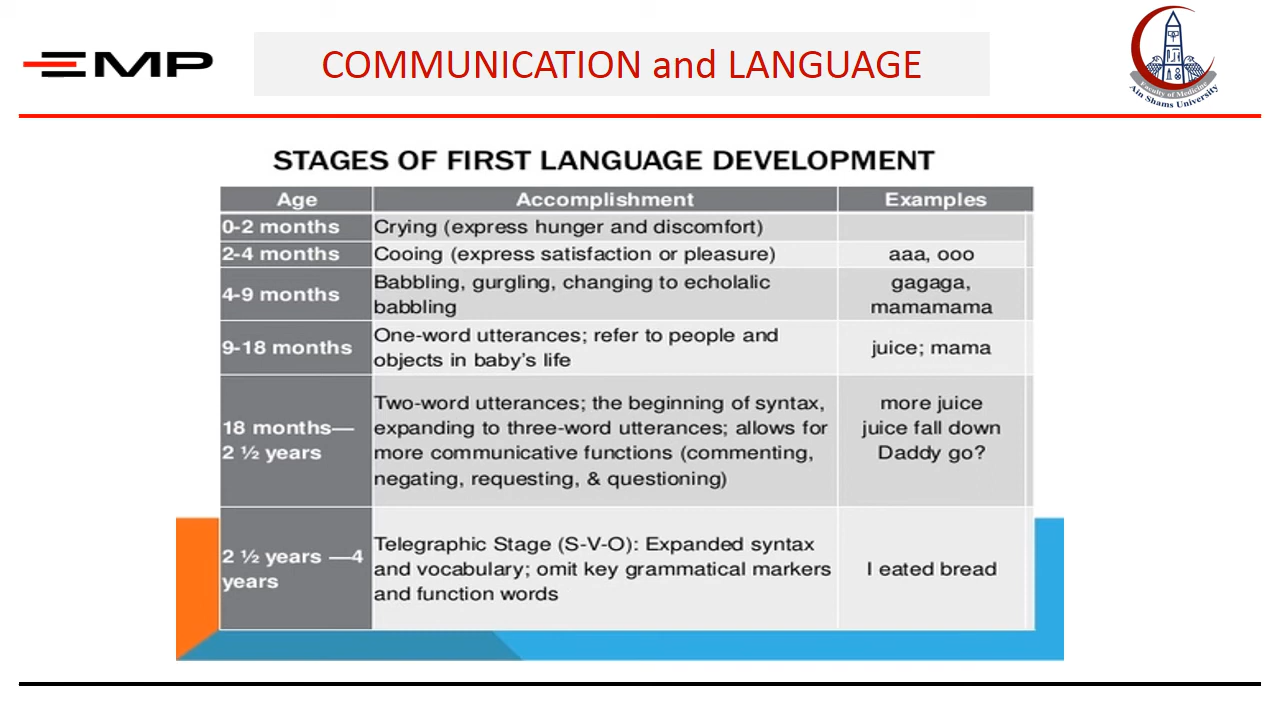 EMP
COMMUNICATION and LANGUAGE
Faculty of Medicine
Ain Shams University
STAGES OF FIRST LANGUAGE DEVELOPMENT
Age Accomplishment Examples
0-2 months Crying (express hunger and discomfort)
2-4 months Cooing (express satisfaction or pleasure) aaa, ooo
4-9 months
Babbling, gurgling, changing to echolalic
babbling
gagaga,
mamamama
9-18 months
One-word utterances; refer to people and
objects in baby's life
juice; mama
18 months—
2 ½ years
Two-word utterances; the beginning of syntax,
expanding to three-word utterances; allows for
more communicative functions (commenting,
negating, requesting, & questioning)
more juice
juice fall down
Daddy go?
2 ½ years —4
years
Telegraphic Stage (S-V-O): Expanded syntax
and vocabulary; omit key grammatical markers
and function words
I eated bread